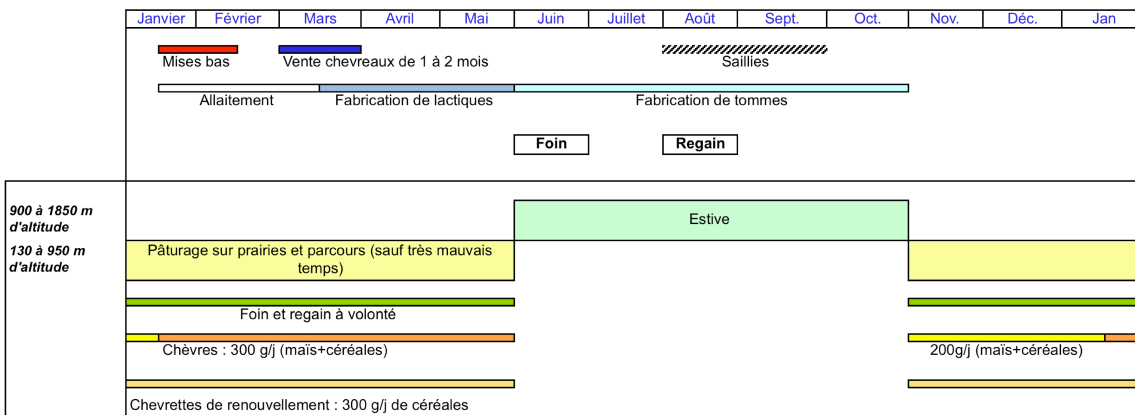 Janvier Février Mars Avril Mai Juin Juillet Août Sept. Oct. Nov. Déc. Jan
Mises bas Vente chevreaux de 1 à 2 mois Saillies
Allaitement Fabrication de lactiques Fabrication de tommes
Foin Regain
900 à 1850 m
d'altitude
Estive
130 à 950 m
d'altitude
Pâturage sur prairies et parcours (sauf très mauvais
temps)
Foin et regain à volonté
Chèvres : 300 g/j (maïs+céréales) 200g/j (maïs+céréales)
Chevrettes de renouvellement : 300 g/j de céréales